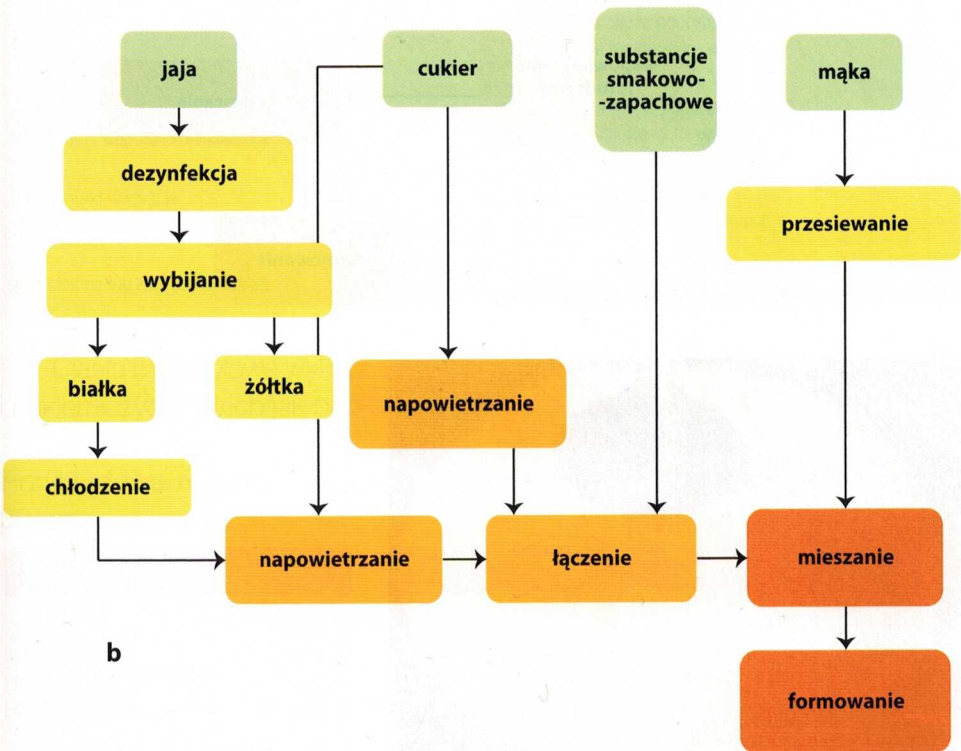 jaja
cukier
substancje
smakowo-
-zapachowe
mąka
dezynfekcja
przesiewanie
wybijanie
białka
żółtka
napowietrzanie
chłodzenie
napowietrzanie
łączenie
mieszanie
b
formowanie